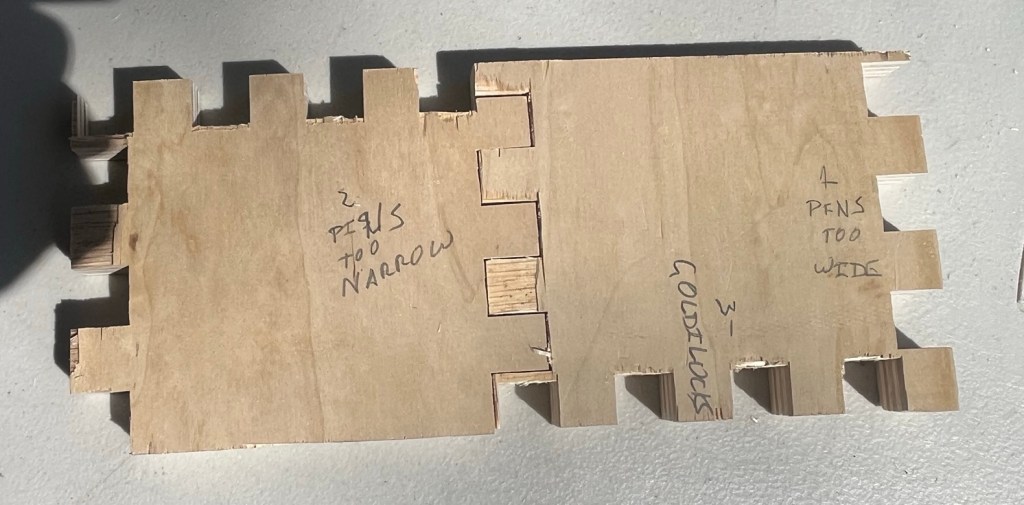 2
PINS
TOO
NARROW
3-
GOLDILOCKS
1
PINS
TOO
WIDE